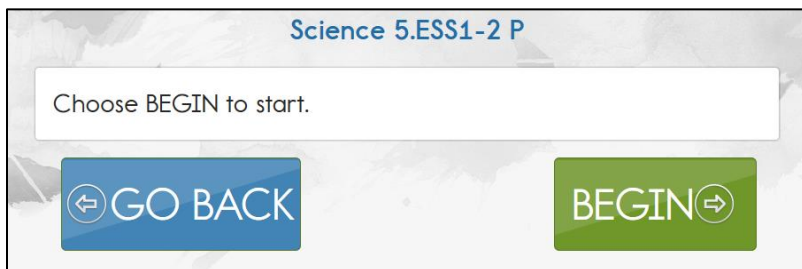 Science 5.ESS1-2 P
Choose BEGIN to start.
GO BACK
BEGIN